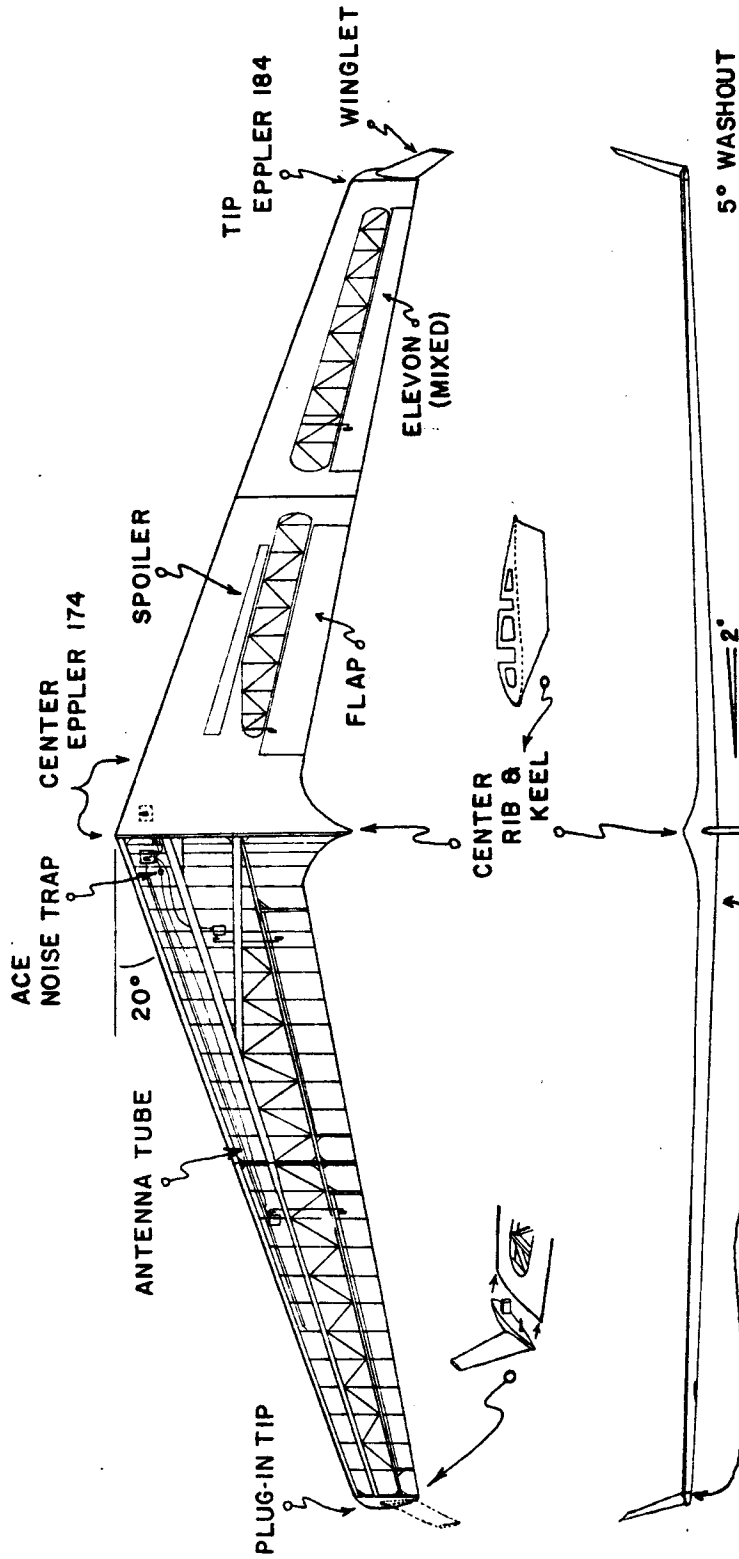 ACE
NOISE TRAP
20°
ANTENNA TUBE
PLUG-IN TIP
CENTER
EPPLER 174
SPOILER
FLAP
TIP
EPPLER 184
WINGLET
ELEVON
(MIXED)
CENTER
RIB &
KEEL
2°
5° WASHOUT